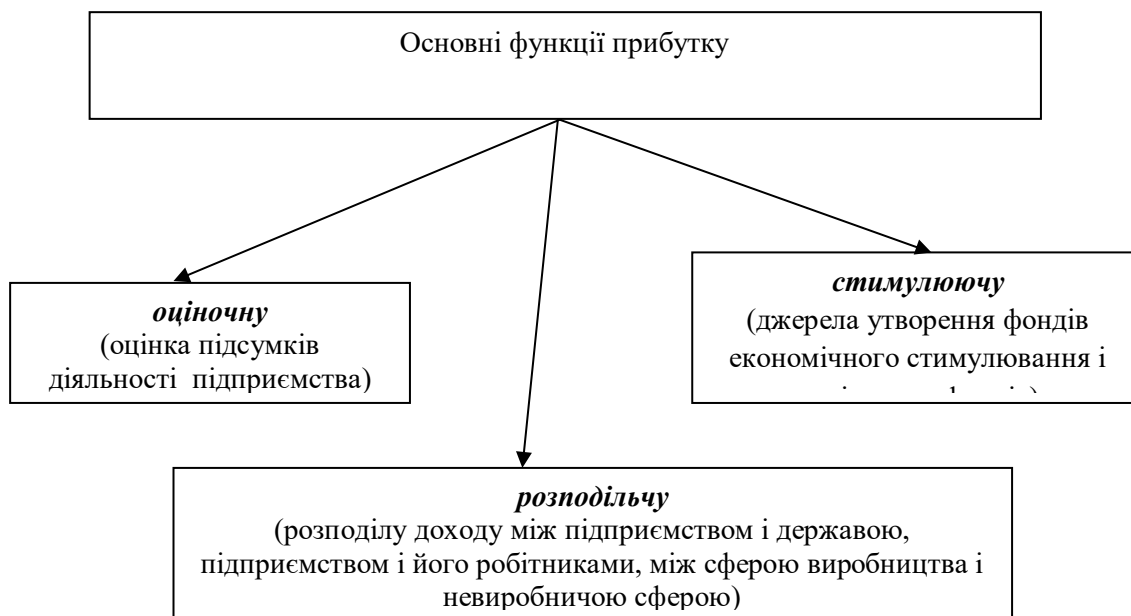 Основні функції прибутку
оціночну
(оцінка підсумків
діяльності підприємства)
стимулюючу
(джерела утворення фондів
економічного стимулювання і
розподільчу
(розподілу доходу між підприємством і державою,
підприємством і його робітниками, між сферою виробництва і
невиробничою сферою)